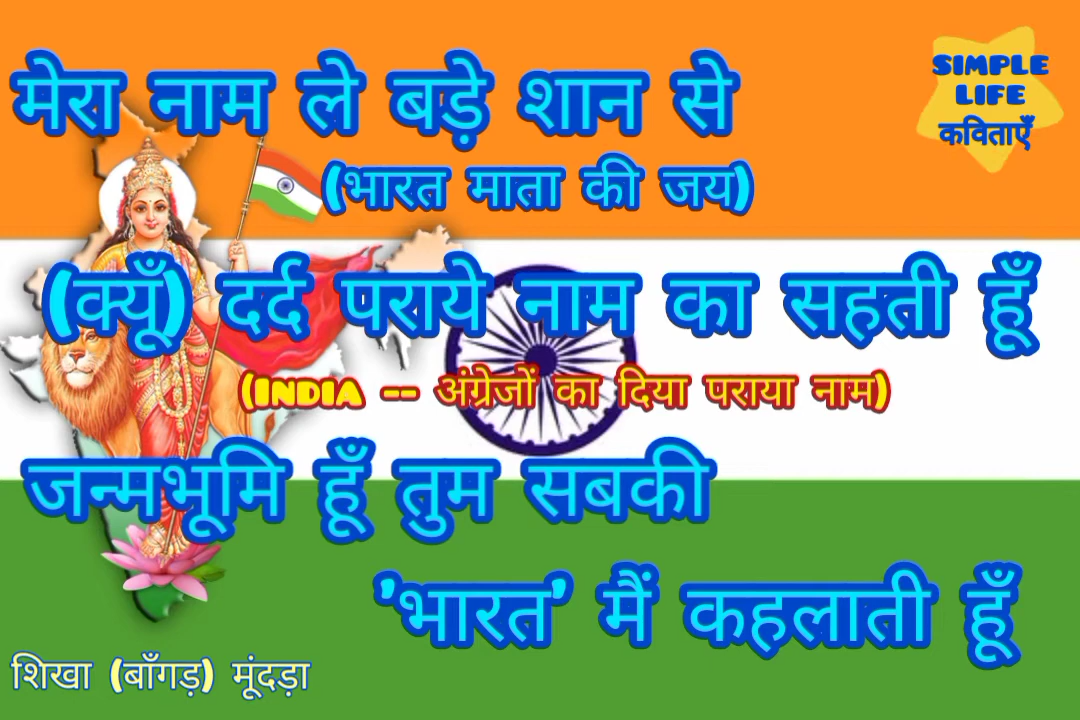 SIMPLE
LIFE
कविताएँ
मेरा नाम ले बड़े शान से
(भारत माता की जय)
(क्यूँ) दर्द पराये नाम का सहती हूँ
(INDIA -- अंग्रेजों का दिया पराया नाम)
जन्मभूमि हूँ तुम सबकी
'भारत' मैं कहलाती हूँ
शिखा (बाँगड़) मूंदड़ा